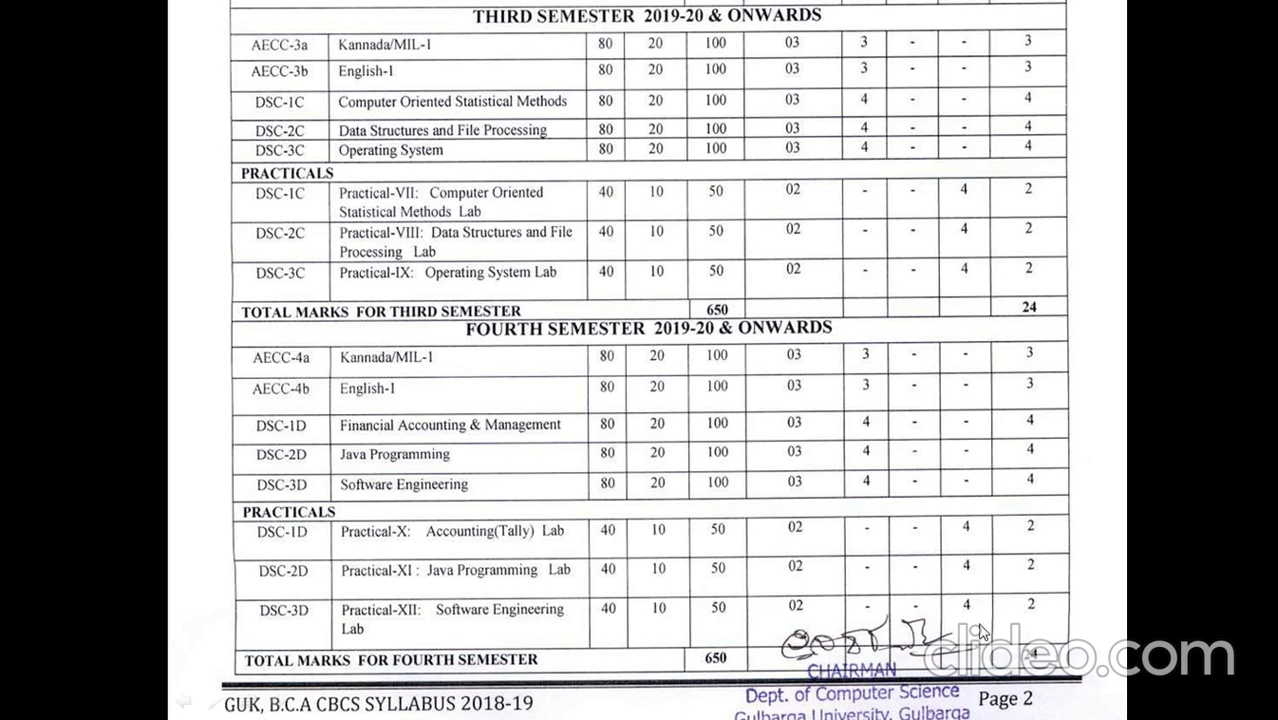 THIRD SEMESTER 2019-20 & ONWARDS
AECC-3a Kannada/MIL-1 80 20 100 03 3 - - 3
AECC-3b English-1 80 20 100 03 3 - - 3
DSC-1C Computer Oriented Statistical Methods 80 20 100 03 4 - - 4
DSC-2C Data Structures and File Processing 80 20 100 03 4 - - 4
DSC-3C Operating System 80 20 100 03 4 - - 4
PRACTICALS
DSC-1C Practical-VII: Computer Oriented 40 10 50 02 - - 4 2
Statistical Methods Lab
DSC-2C Practical-VIII: Data Structures and File 40 10 50 02 - - 4 2
Processing Lab
DSC-3C Practical-IX: Operating System Lab 40 10 50 02 - - 4 2
TOTAL MARKS FOR THIRD SEMESTER 650 24
FOURTH SEMESTER 2019-20 & ONWARDS
AECC-4a Kannada/MIL-1 80 20 100 03 3 - - 3
AECC-4b English-1 80 20 100 03 3 - - 3
DSC-1D Financial Accounting & Management 80 20 100 03 4 - - 4
DSC-2D Java Programming 80 20 100 03 4 - - 4
DSC-3D Software Engineering 80 20 100 03 4 - - 4
PRACTICALS
DSC-1D Practical-X: Accounting(Tally) Lab 40 10 50 02 - - 4 2
DSC-2D Practical-XI : Java Programming Lab 40 10 50 02 - - 4 2
DSC-3D Practical-XII: Software Engineering 40 10 50 02 - - 4 2
Lab
TOTAL MARKS FOR FOURTH SEMESTER 650 24
clideo.com
CHAIRMAN
GUK, B.C.A CBCS SYLLABUS 2018-19 Dept. of Computer Science Page 2
Gulbarga University, Gulbarga